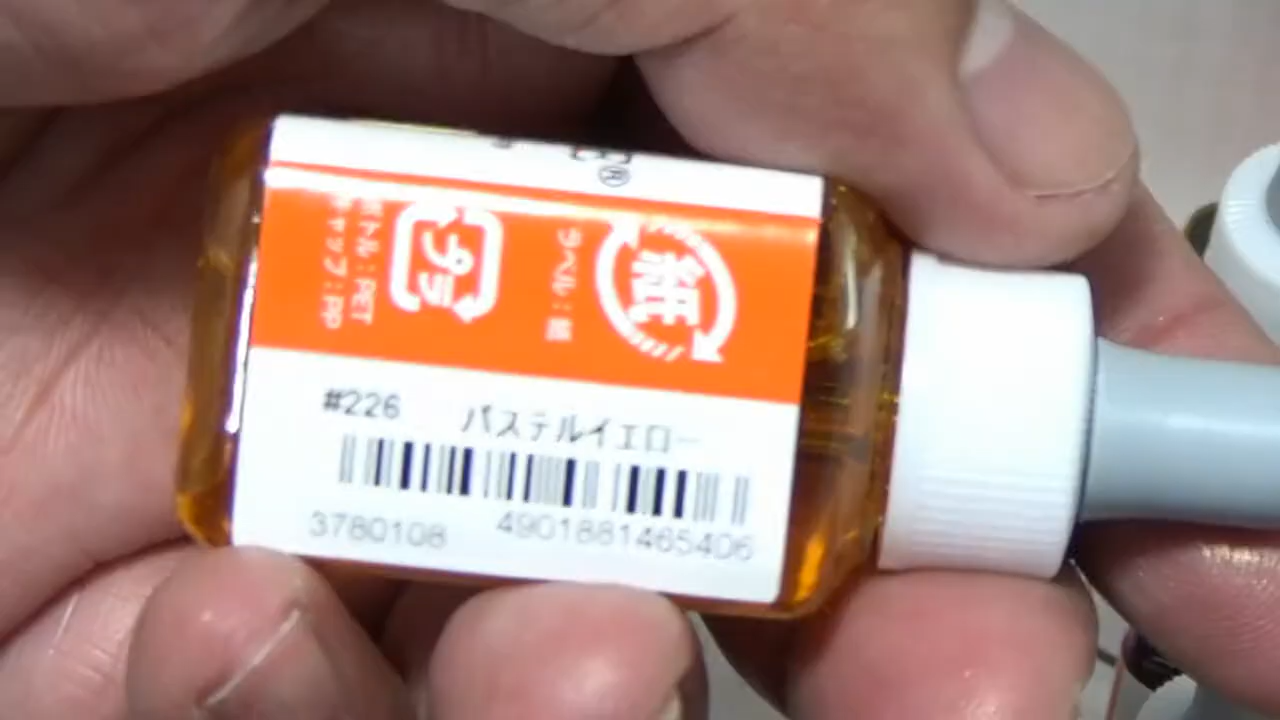 ®
紙
ラベル:紙
プラ
ボトル:PET
キャップ:PP
#226 パステルイエロー
3780108 4901881465406